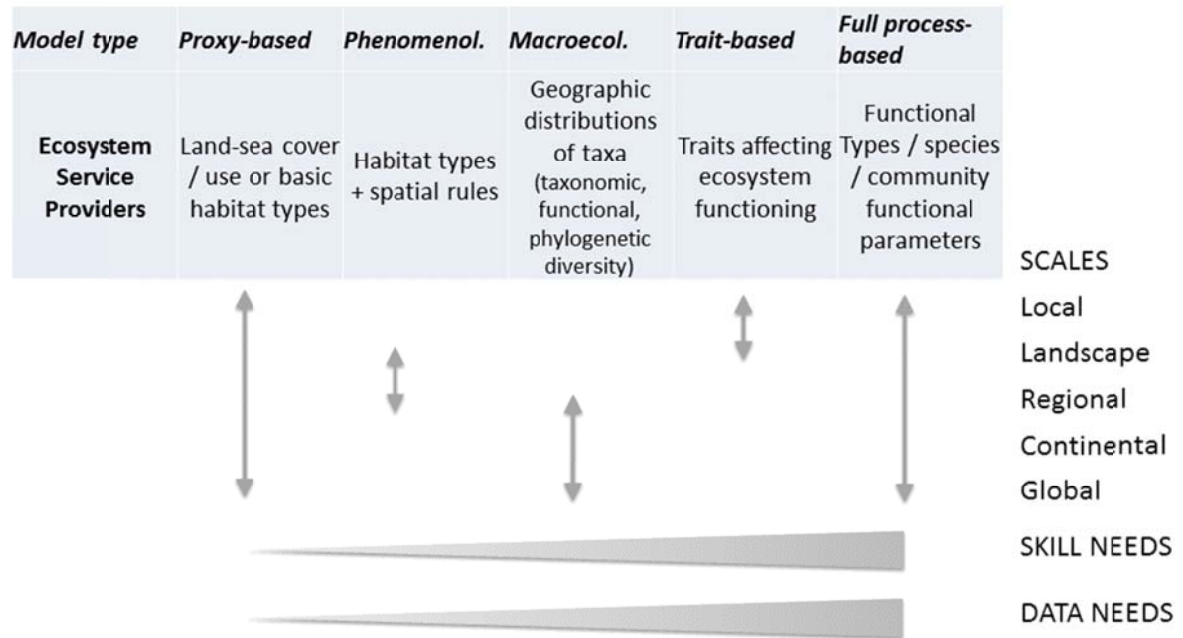 Model type
Proxy-based
Phenomenol.
Macroecol.
Trait-based
Full process-
based
Ecosystem
Service
Providers
Land-sea cover
/ use or basic
habitat types
Habitat types
+ spatial rules
Geographic
distributions
of taxa
(taxonomic,
functional,
phylogenetic
diversity)
Traits affecting
ecosystem
functioning
Functional
Types / species
/ community
functional
parameters
SCALES
Local
Landscape
Regional
Continental
Global
SKILL NEEDS
DATA NEEDS